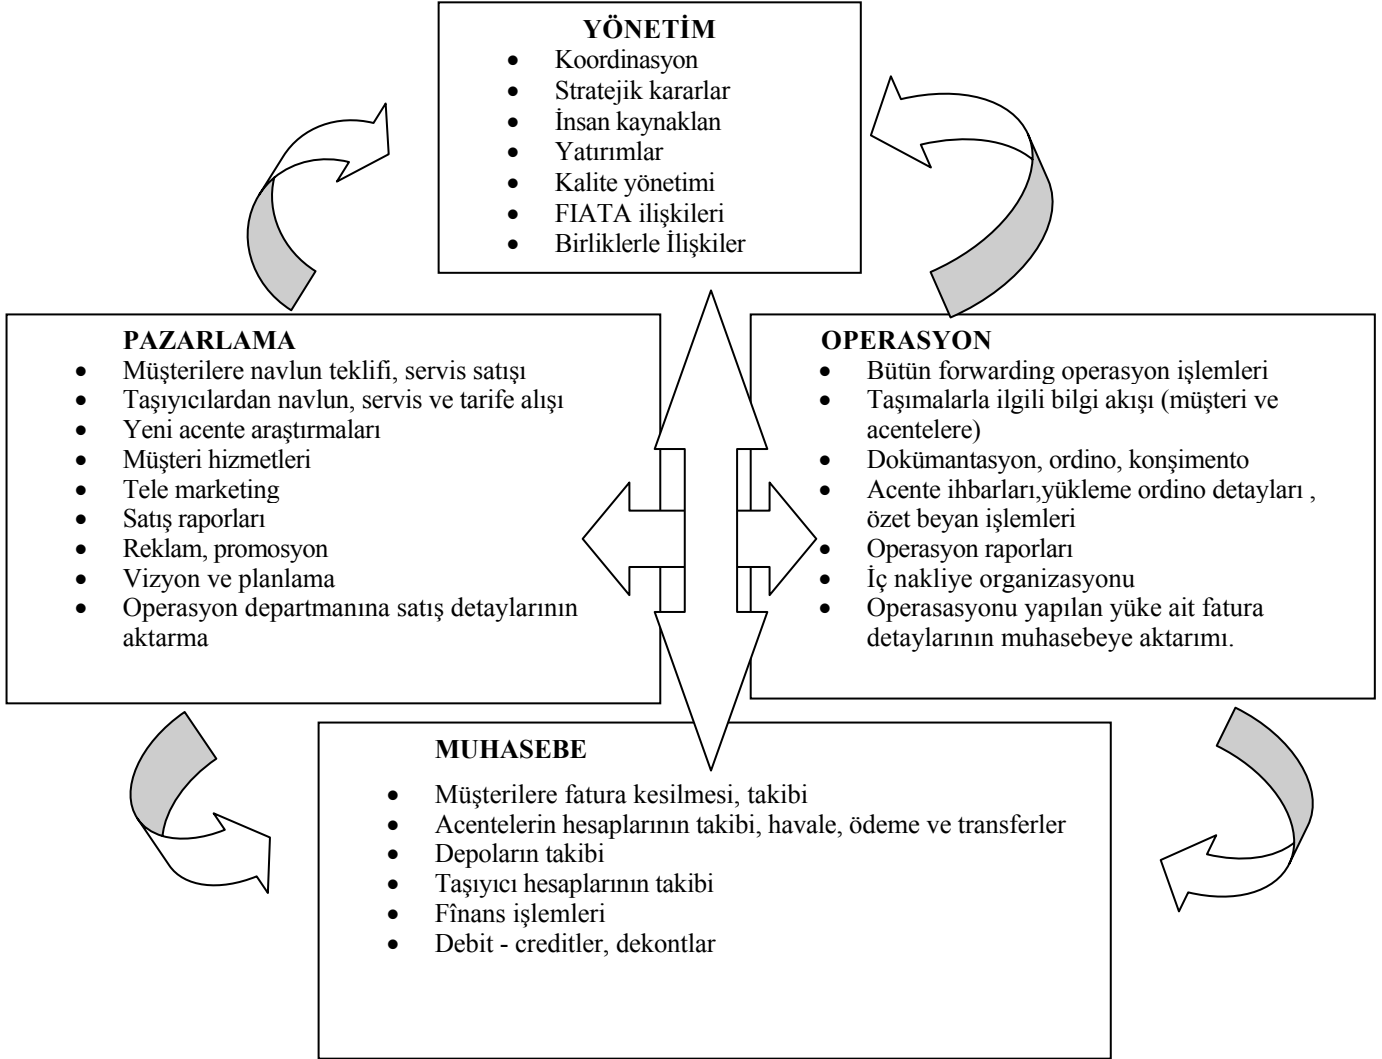 YÖNETİM
• Koordinasyon
• Stratejik kararlar
• İnsan kaynaklan
• Yatırımlar
• Kalite yönetimi
• FIATA ilişkileri
• Birliklerle İlişkiler
PAZARLAMA
• Müşterilere navlun teklifi, servis satışı
• Taşıyıcılardan navlun, servis ve tarife alışı
• Yeni acente araştırmaları
• Müşteri hizmetleri
• Tele marketing
• Satış raporları
• Reklam, promosyon
• Vizyon ve planlama
• Operasyon departmanına satış detaylarının
aktarma
OPERASYON
• Bütün forwarding operasyon işlemleri
• Taşımalarla ilgili bilgi akışı (müşteri ve
acentelere)
• Dokümantasyon, ordino, konşimento
• Acente ihbarları,yükleme ordino detayları ,
özet beyan işlemleri
• Operasyon raporları
• İç nakliye organizasyonu
• Operasasyonu yapılan yüke ait fatura
detaylarının muhasebeye aktarımı.
MUHASEBE
• Müşterilere fatura kesilmesi, takibi
• Acentelerin hesaplarının takibi, havale, ödeme ve transferler
• Depoların takibi
• Taşıyıcı hesaplarının takibi
• Fînans işlemleri
• Debit - creditler, dekontlar